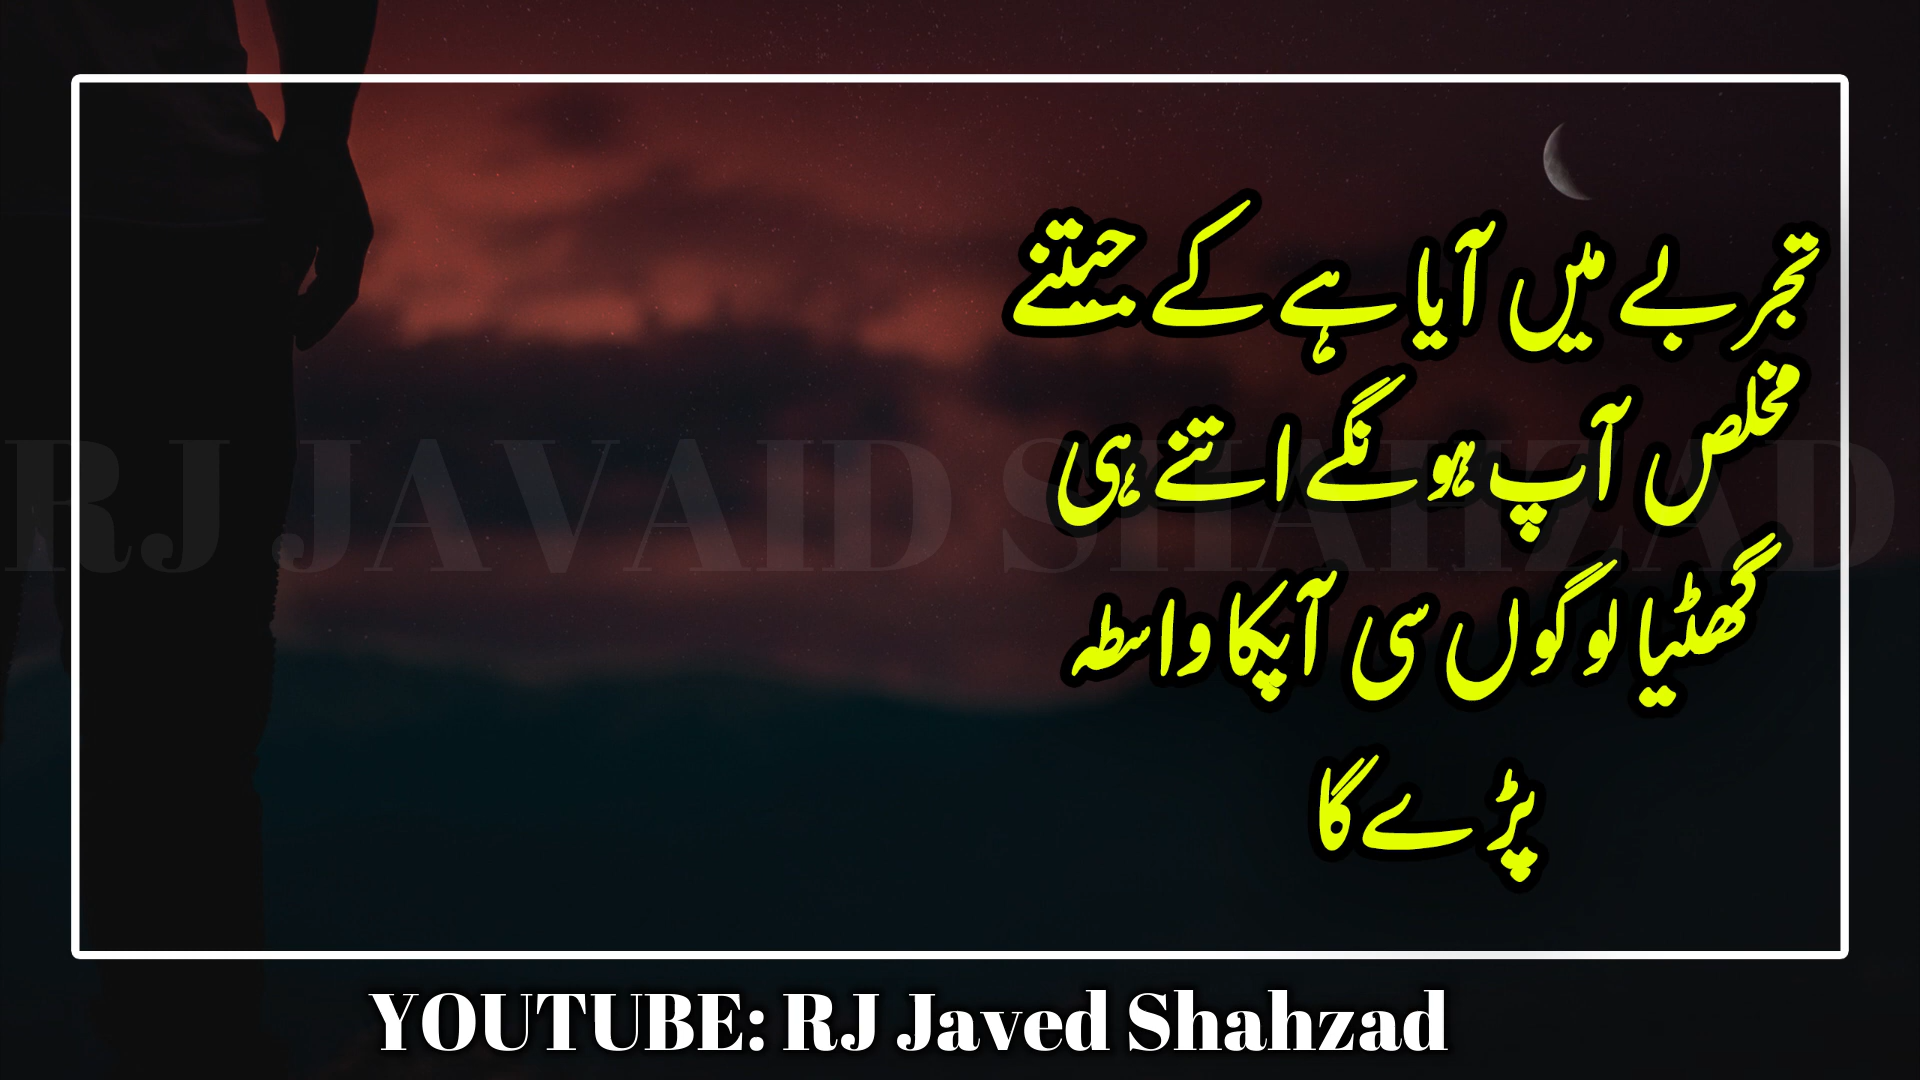 تجربے میں آیا ہے کے جیتنے
مخلص آپ ہونگے اتنے ہی
گھٹیا لوگوں سی آپکا واسطہ
پڑے گا
RJ JAVAID SHAHZAD
YOUTUBE: RJ Javed Shahzad